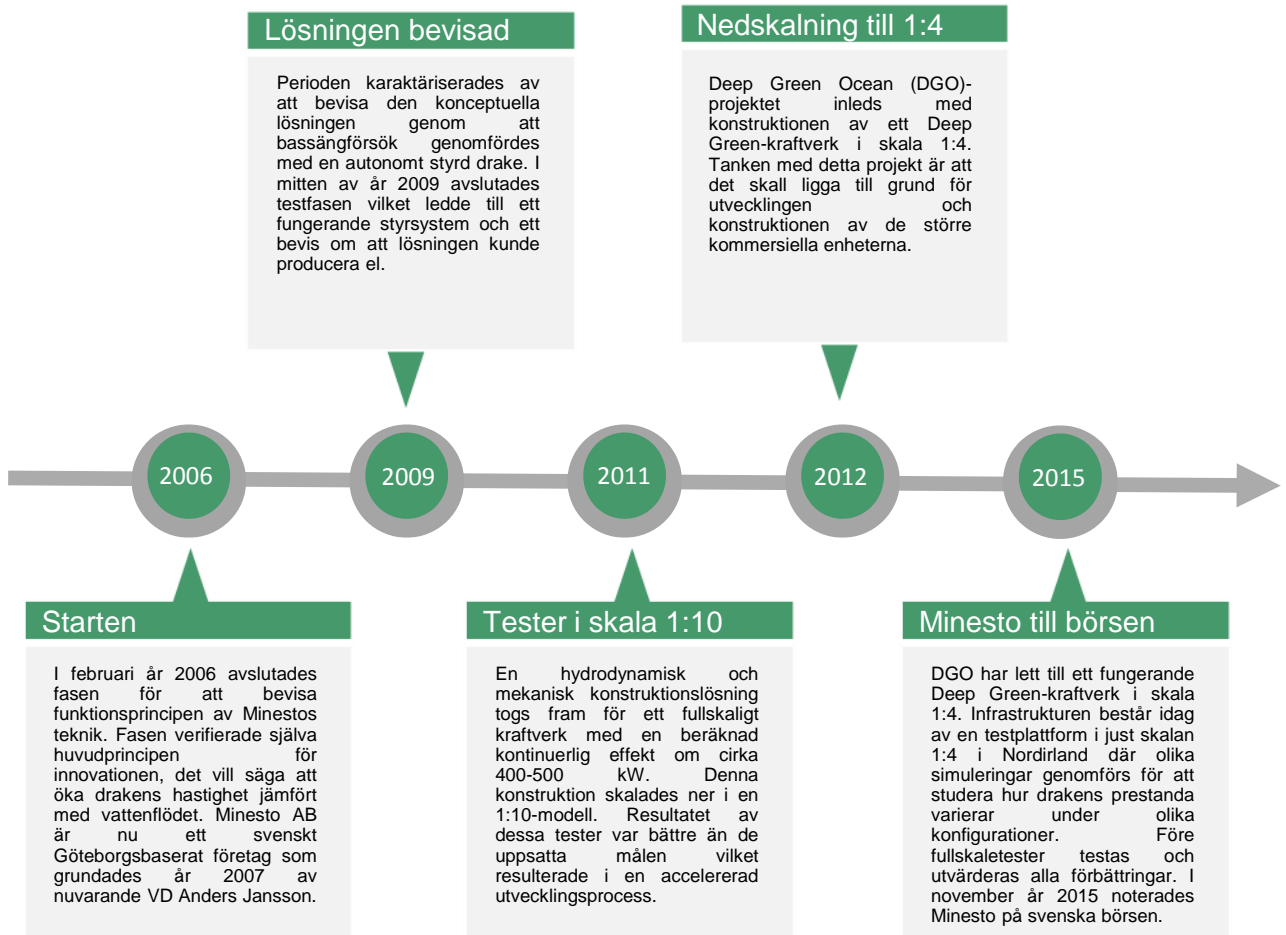 Lösningen bevisad
Perioden karaktäriserades av
att bevisa den konceptuella
lösningen genom att
bassängförsök genomfördes
med en autonomt styrd drake. I
mitten av år 2009 avslutades
testfasen vilket ledde till ett
fungerande styrsystem och ett
bevis om att lösningen kunde
producera el.
Nedskalning till 1:4
Deep Green Ocean (DGO)-
projektet inleds med
konstruktionen av ett Deep
Green-kraftverk i skala 1:4.
Tanken med detta projekt är att
det skall ligga till grund för
utvecklingen och
konstruktionen av de större
kommersiella enheterna.
2006
2009
2011
2012
2015
Starten
I februari år 2006 avslutades
fasen för att bevisa
funktionsprincipen av Minestos
teknik. Fasen verifierade själva
huvudprincipen för
innovationen, det vill säga att
öka drakens hastighet jämfört
med vattenflödet. Minesto AB
är nu ett svenskt
Göteborgsbaserat företag som
grundades år 2007 av
nuvarande VD Anders Jansson.
Tester i skala 1:10
En hydrodynamisk och
mekanisk konstruktionslösning
togs fram för ett fullskaligt
kraftverk med en beräknad
kontinuerlig effekt om cirka
400-500 kW. Denna
konstruktion skalades ner i en
1:10-modell. Resultatet av
dessa tester var bättre än de
uppsatta målen vilket
resulterade i en accelererad
utvecklingsprocess.
Minesto till börsen
DGO har lett till ett fungerande
Deep Green-kraftverk i skala
1:4. Infrastrukturen består idag
av en testplattform i just skalan
1:4 i Nordirland där olika
simuleringar genomförs för att
studera hur drakens prestanda
varierar under olika
konfigurationer. Före
fullskaletester testas och
utvärderas alla förbättringar. I
november år 2015 noterades
Minesto på svenska börsen.